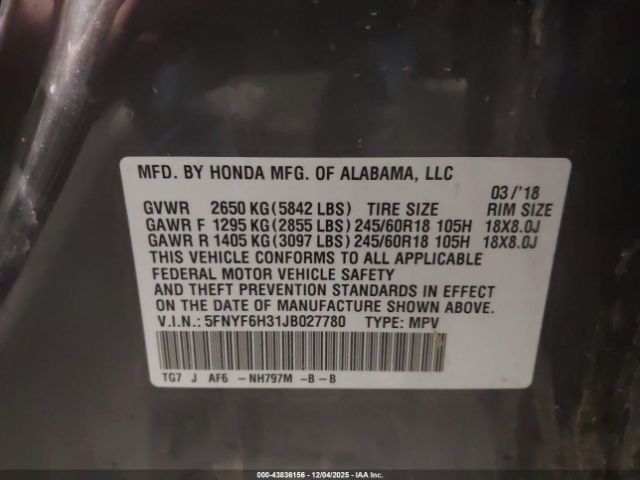 MFD. BY HONDA MFG. OF ALABAMA, LLC
03 /'18
GVWR 2650 KG (5842 LBS) TIRE SIZE RIM SIZE
GAWR F 1295 KG (2855 LBS) 245/60R18 105H 18X8.0J
GAWR R 1405 KG (3097 LBS) 245/60R18 105H 18X8.0J
THIS VEHICLE CONFORMS TO ALL APPLICABLE
FEDERAL MOTOR VEHICLE SAFETY
AND THEFT PREVENTION STANDARDS IN EFFECT
ON THE DATE OF MANUFACTURE SHOWN ABOVE.
V.I.N.: 5FNYF6H31JB027780 TYPE: MPV
TG7 J AF6 -NH797M -B-B
000-43836156 - 12/04/2025 - IAAI, Inc.